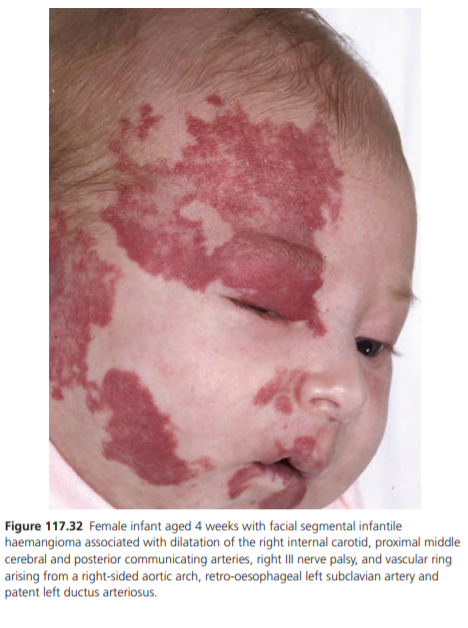 Figure 117.32 Female infant aged 4 weeks with facial segmental infantile
haemangioma associated with dilatation of the right internal carotid, proximal middle
cerebral and posterior communicating arteries, right III nerve palsy, and vascular ring
arising from a right-sided aortic arch, retro-oesophageal left subclavian artery and
patent left ductus arteriosus.